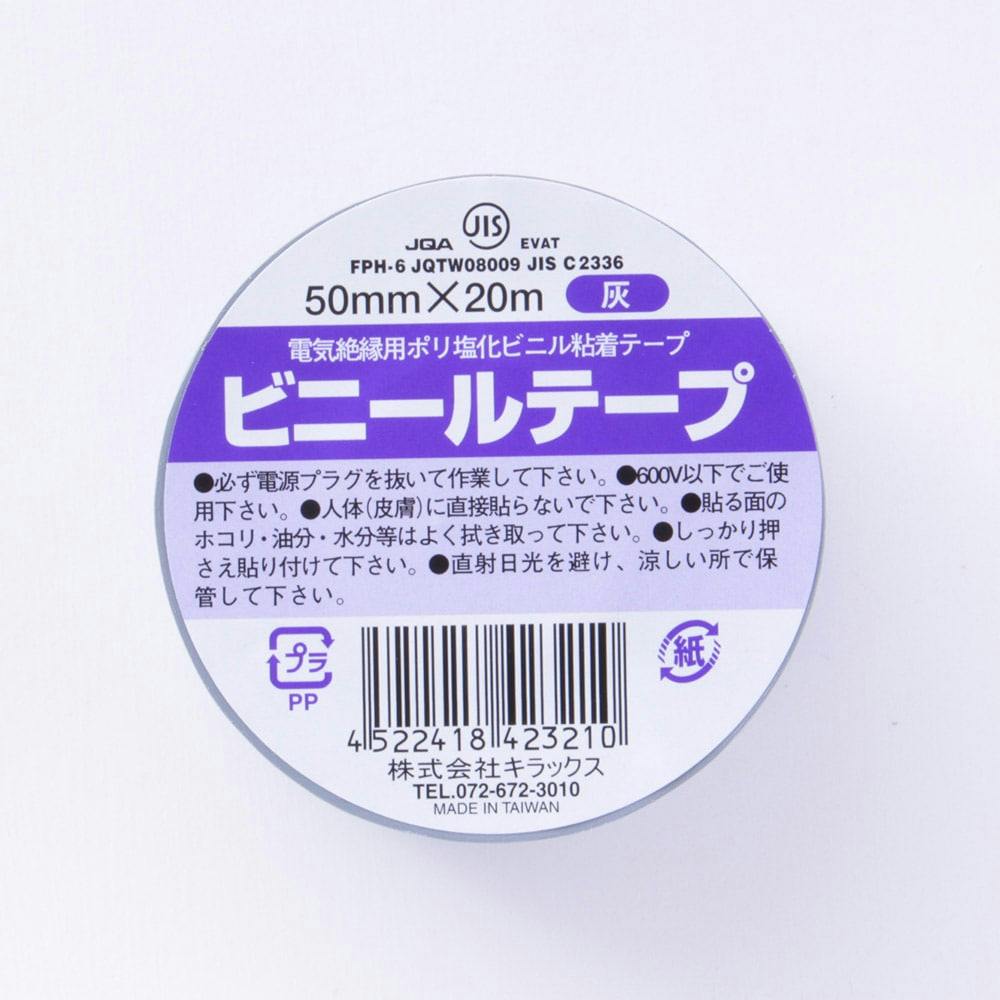 JIS
JQA EVAT
FPH-6 JQTW08009 JIS C 2336
50mm×20m 灰
電気絶縁用ポリ塩化ビニル粘着テープ
ビニールテープ
●必ず電源プラグを抜いて作業して下さい。●600V以下でご使
用下さい。●人体(皮膚)に直接貼らないで下さい。●貼る面の
ホコリ・油分・水分等はよく拭き取って下さい。●しっかり押
さえ貼り付けて下さい。●直射日光を避け、涼しい所で保
管して下さい。
プラ
PP
紙
4 522418 423210
株式会社キラックス
TEL.072-672-3010
MADE IN TAIWAN